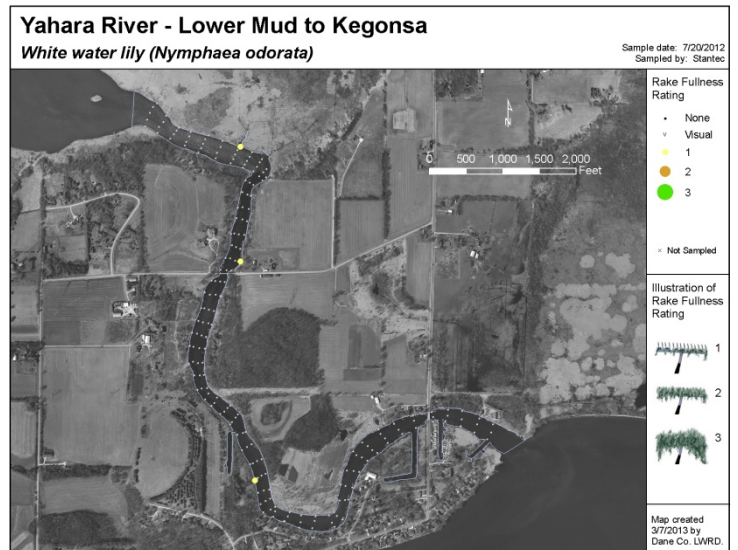 Yahara River - Lower Mud to Kegonsa
White water lily (Nymphaea odorata)
Sample date: 7/20/2012
Sampled by: Stantec
N
0 500 1,000 1,500 2,000
Feet
Rake Fullness
Rating
None
Visual
1
2
3
Not Sampled
Illustration of
Rake Fullness
Rating
1
2
3
Map created
3/7/2013 by
Dane Co. LWRD.